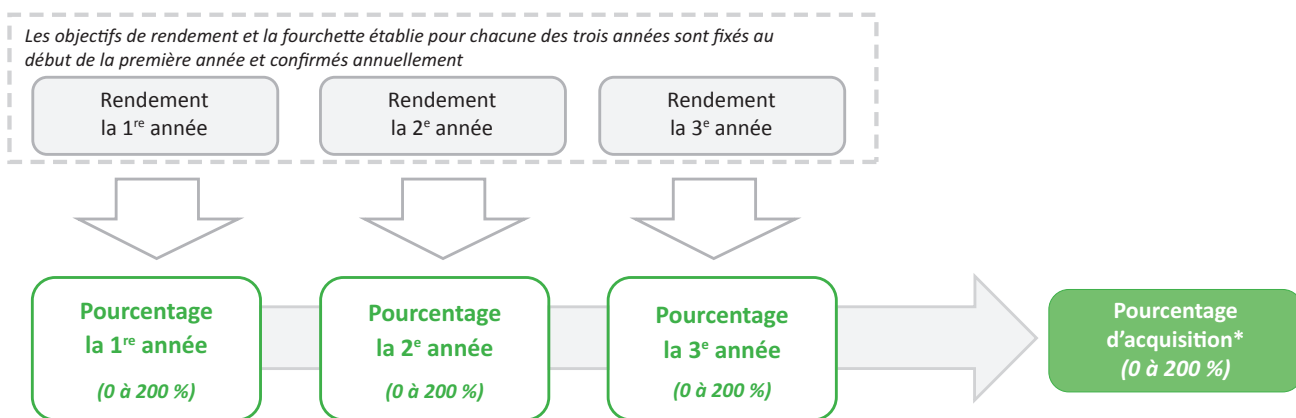 Les objectifs de rendement et la fourchette établie pour chacune des trois années sont fixés au
début de la première année et confirmés annuellement
Rendement
la 1re année
Rendement
la 2e année
Rendement
la 3e année
Pourcentage
la 1re année
(0 à 200 %)
Pourcentage
la 2e année
(0 à 200 %)
Pourcentage
la 3e année
(0 à 200 %)
Pourcentage
d'acquisition*
(0 à 200 %)